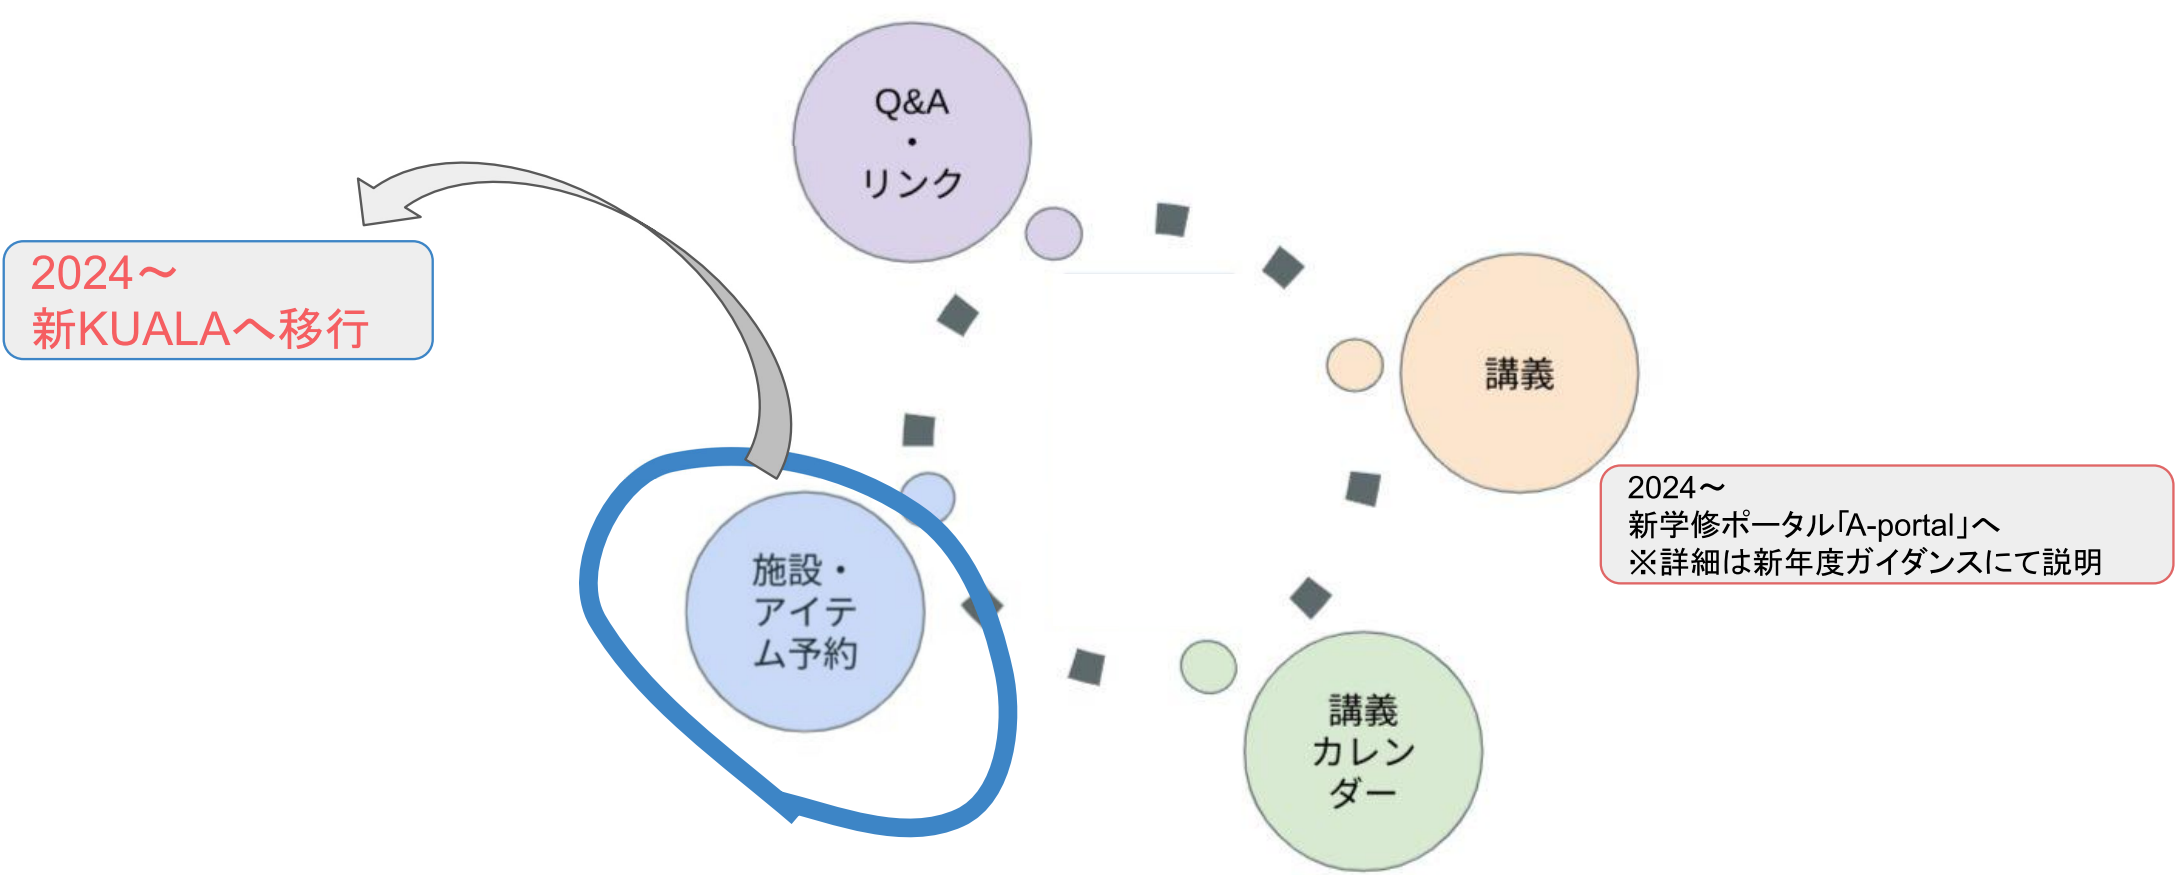 Q&A
・
リンク
2024～
新KUALAへ移行
講義
2024～
新学修ポータル「A-portal」へ
※詳細は新年度ガイダンスにて説明
施設・
アイテ
ム予約
講義
カレン
ダー